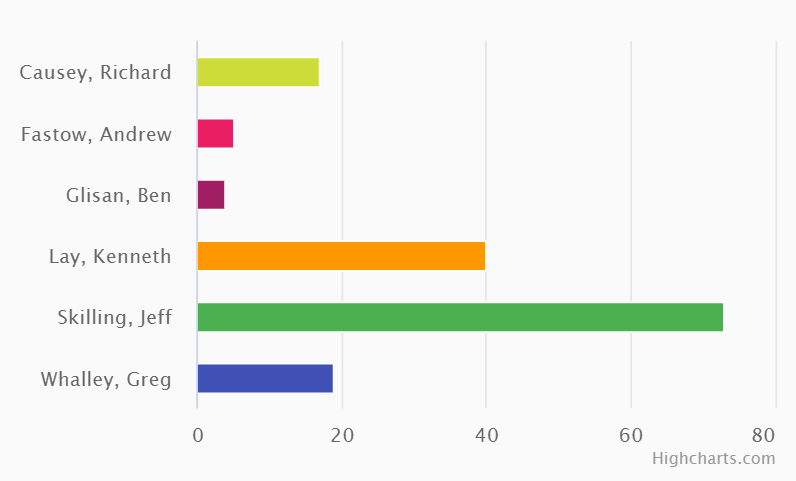 Causey, Richard
Fastow, Andrew
Glisan, Ben
Lay, Kenneth
Skilling, Jeff
Whalley, Greg
0 20 40 60 80
Highcharts.com